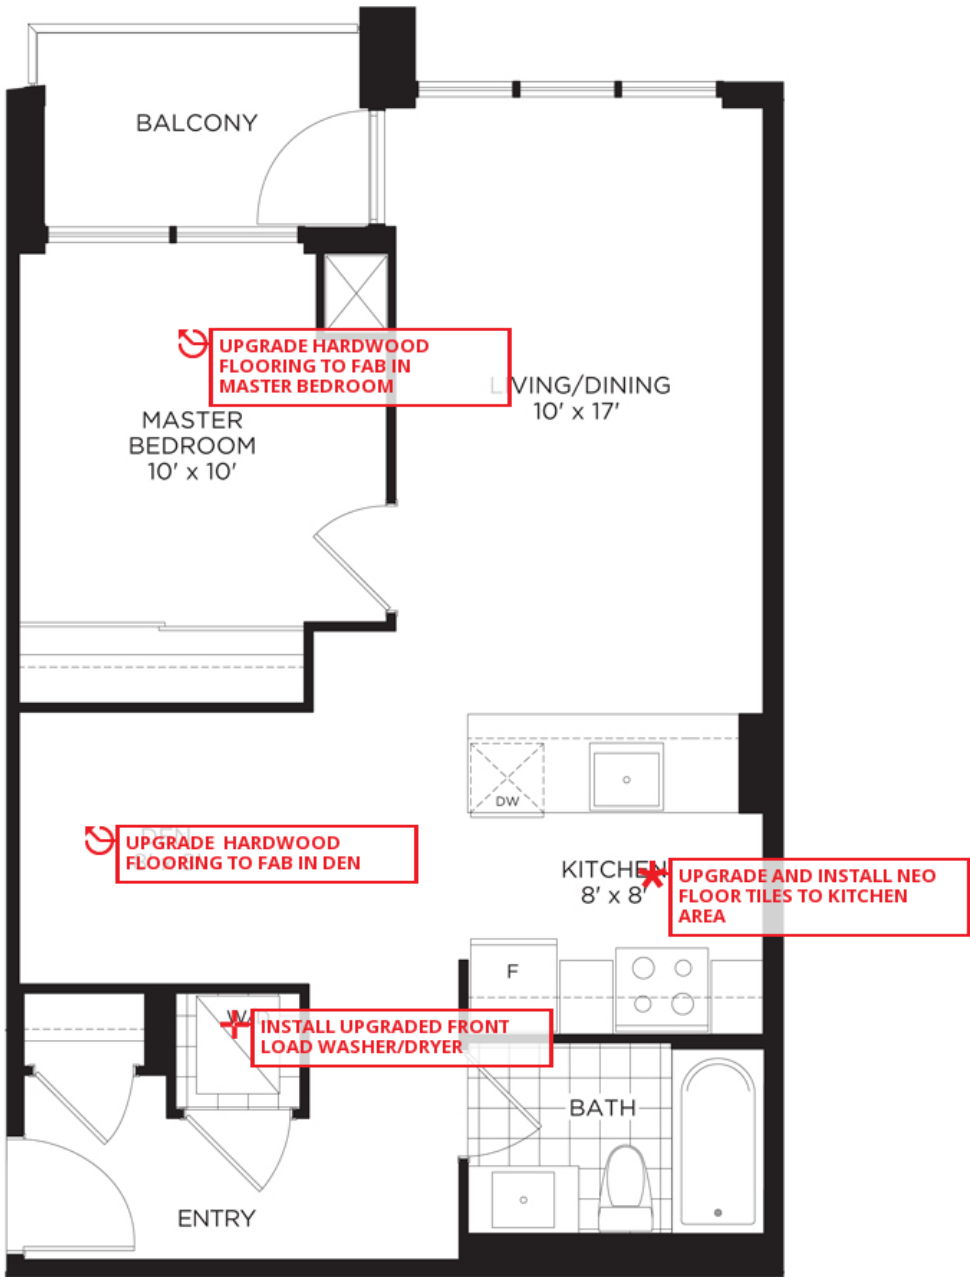 BALCONY
UPGRADE HARDWOOD
FLOORING TO FAB IN
MASTER BEDROOM
LIVING/DINING
10' x 17'
MASTER
BEDROOM
10' x 10'
DW
DEN
UPGRADE HARDWOOD
FLOORING TO FAB IN DEN
KITCHEN
8' x 8'
UPGRADE AND INSTALL NEO
FLOOR TILES TO KITCHEN
AREA
F
W/D
INSTALL UPGRADED FRONT
LOAD WASHER/DRYER
BATH
ENTRY